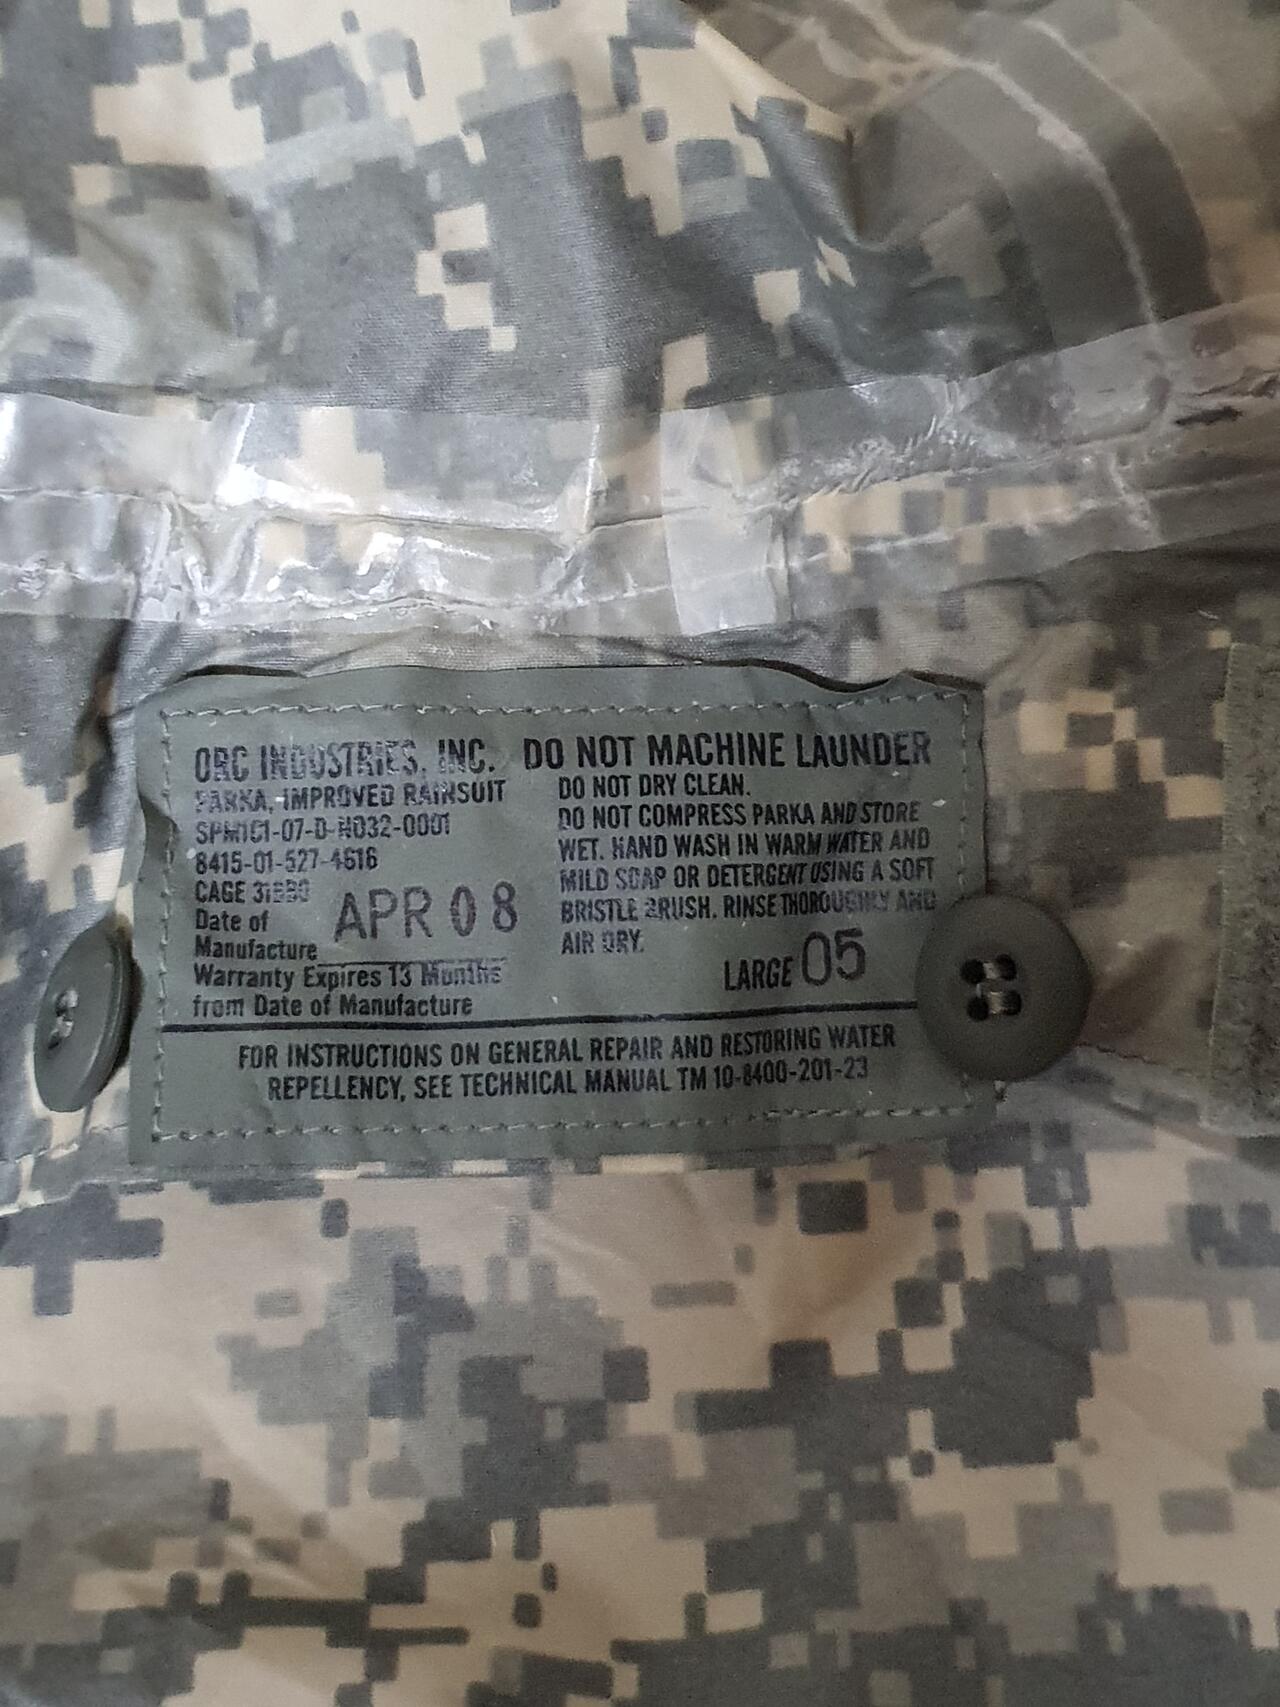 ORC INDUSTRIES, INC.
PARKA, IMPROVED RAINSUIT
SPM1C1-07-D-N032-0001
8415-01-527-4616
CAGE
Date of
Manufacture APR 08
Warranty Expires 13 Months
from Date of Manufacture
DO NOT MACHINE LAUNDER
DO NOT DRY CLEAN.
DO NOT COMPRESS PARKA AND STORE
WET. HAND WASH IN WARM WATER AND
MILD SOAP OR DETERGENT USING A SOFT
BRISTLE BRUSH. RINSE THOROUGHLY AND
AIR DRY.
LARGE 05
FOR INSTRUCTIONS ON GENERAL REPAIR AND RESTORING WATER
REPELLENCY, SEE TECHNICAL MANUAL TM 10-8400-201-23